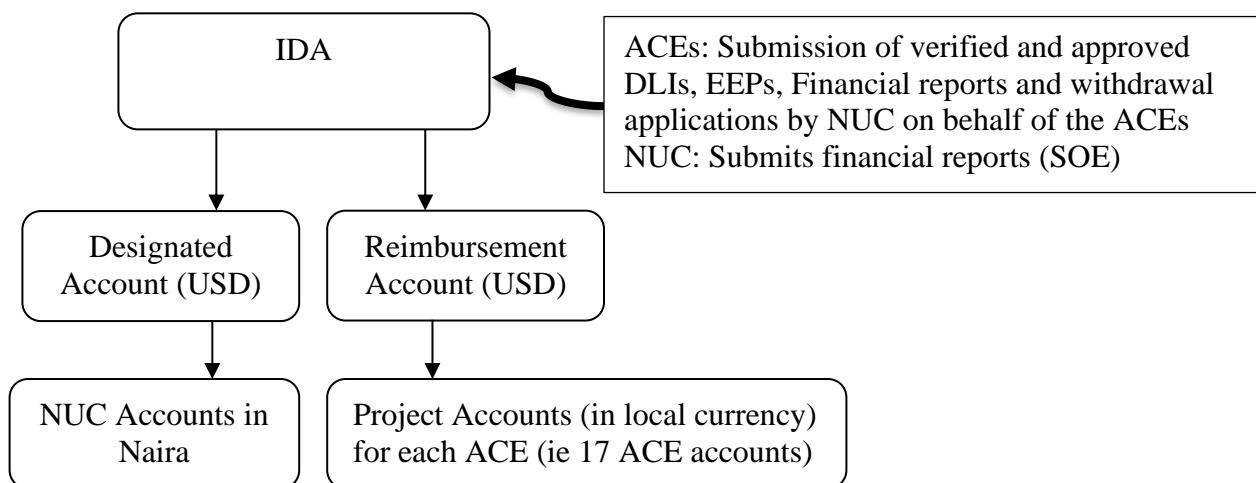 IDA
ACEs: Submission of verified and approved
DLIs, EEPs, Financial reports and withdrawal
applications by NUC on behalf of the ACEs
NUC: Submits financial reports (SOE)
Designated
Account (USD)
Reimbursement
Account (USD)
NUC Accounts in
Naira
Project Accounts (in local currency)
for each ACE (ie 17 ACE accounts)